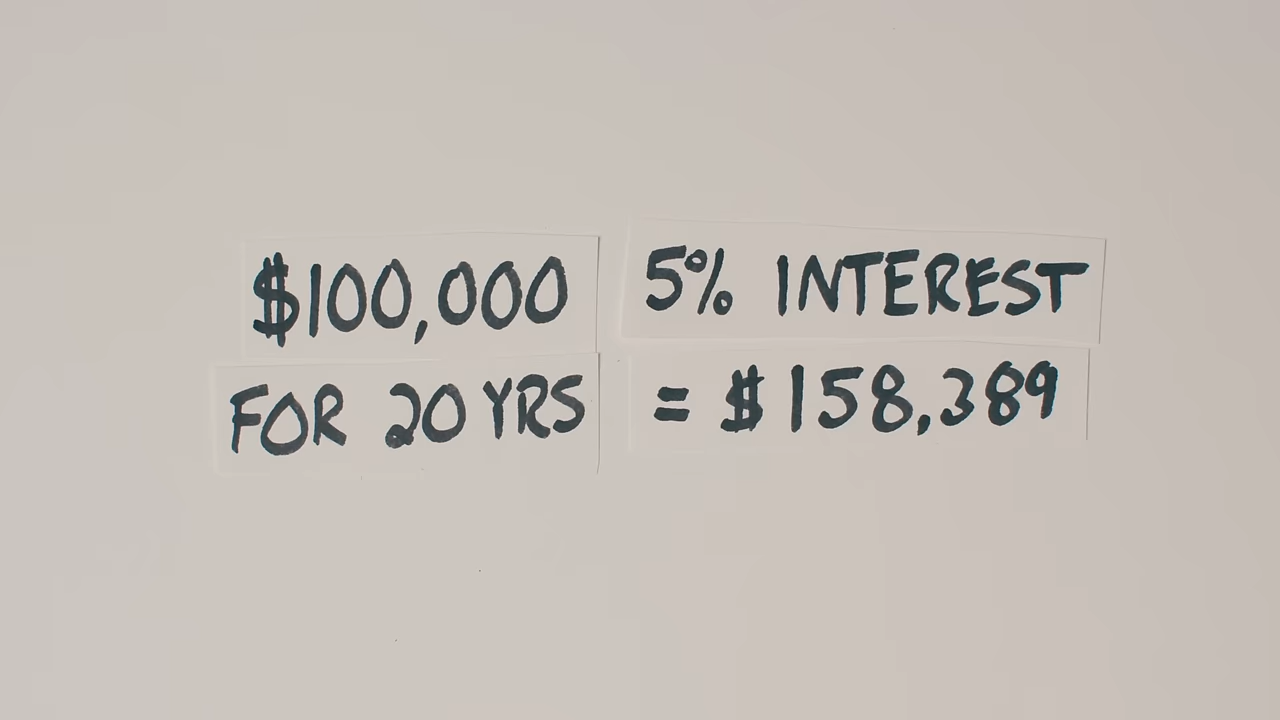 $100,000 5% INTEREST
FOR 20 YRS = $158,389